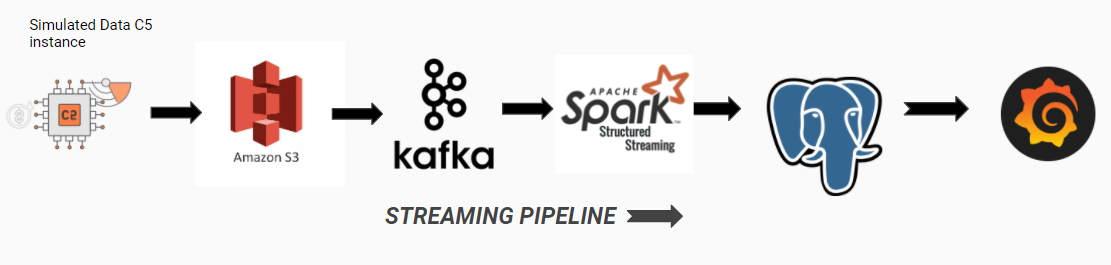 Simulated Data C5
instance
C2
Amazon S3
kafka
APACHE
Spark
Structured
Streaming
STREAMING PIPELINE